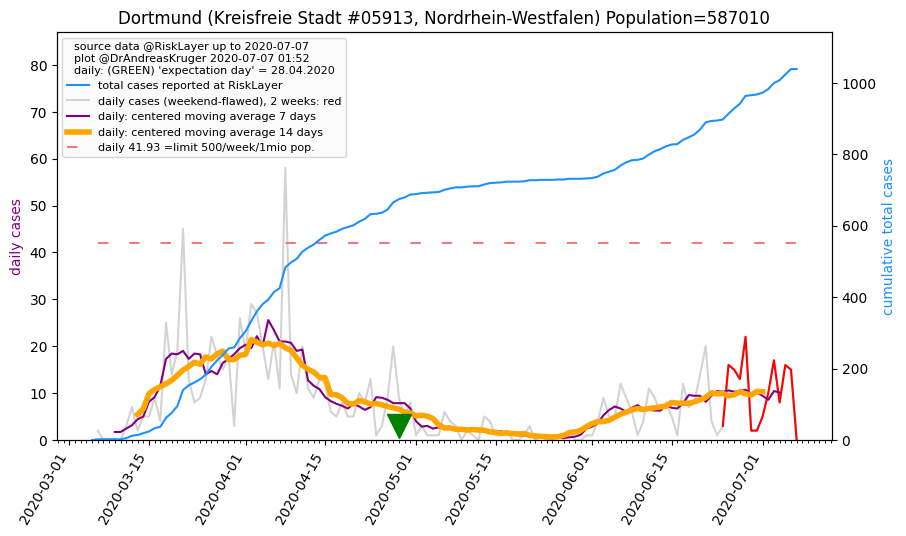 Dortmund (Kreisfreie Stadt #05913, Nordrhein-Westfalen) Population=587010
source data @RiskLayer up to 2020-07-07
plot @DrAndreasKruger 2020-07-07 01:52
daily: (GREEN) 'expectation day' = 28.04.2020
total cases reported at RiskLayer
daily cases (weekend-flawed), 2 weeks: red
daily: centered moving average 7 days
daily: centered moving average 14 days
daily 41.93 =limit 500/week/1mio pop.
daily cases
80
70
60
50
40
30
20
10
0
cumulative total cases
1000
800
600
400
200
0
2020-03-01
2020-03-15
2020-04-01
2020-04-15
2020-05-01
2020-05-15
2020-06-01
2020-06-15
2020-07-01